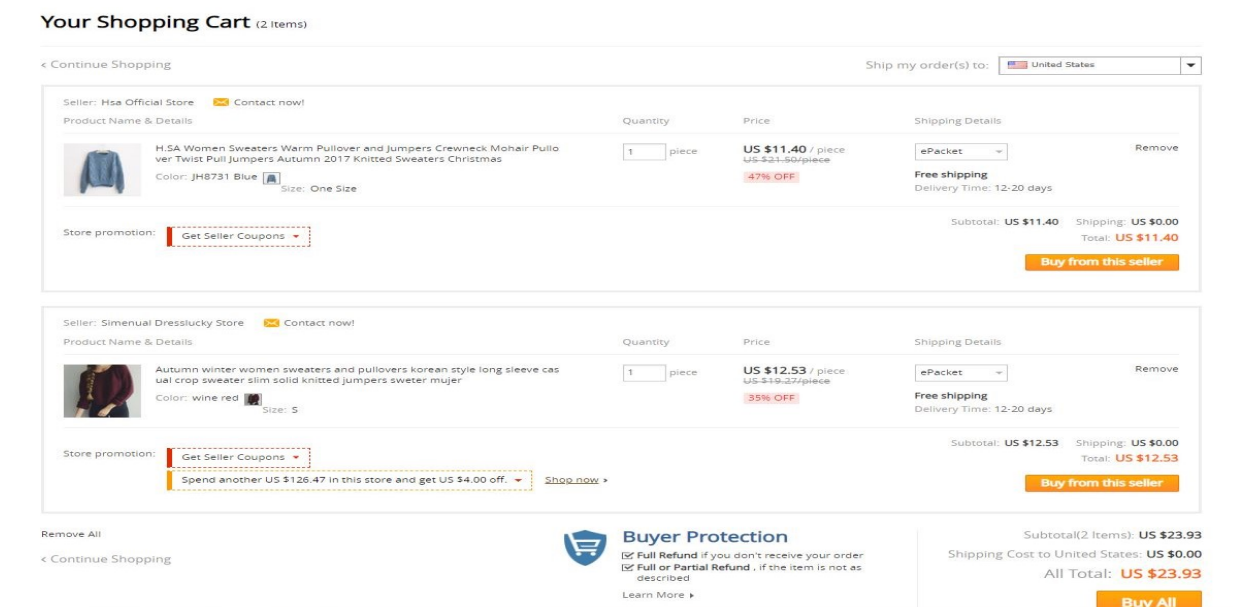 Your Shopping Cart (2 Items)
< Continue Shopping
Ship my order(s) to: United States
Seller: Hsa Official Store Contact now!
Product Name & Details Quantity Price Shipping Details
H.SA Women Sweaters Warm Pullover and Jumpers Crewneck Mohair Pullo
ver Twist Pull Jumpers Autumn 2017 Knitted Sweaters Christmas
Color: JH8731 Blue
Size: One Size
1 piece
US $11.40 / piece
US $21.50/piece
47% OFF
ePacket
Free shipping
Delivery Time: 12-20 days
Remove
Store promotion: Get Seller Coupons
Subtotal: US $11.40 Shipping: US $0.00
Total: US $11.40
Buy from this seller
Seller: Simenual Dresslucky Store Contact now!
Product Name & Details Quantity Price Shipping Details
Autumn winter women sweaters and pullovers korean style long sleeve cas
ual crop sweater slim solid knitted jumpers sweter mujer
Color: wine red
Size: S
1 piece
US $12.53 / piece
US $19.27/piece
35% OFF
ePacket
Free shipping
Delivery Time: 12-20 days
Remove
Store promotion: Get Seller Coupons
Spend another US $126.47 in this store and get US $4.00 off. Shop now >
Subtotal: US $12.53 Shipping: US $0.00
Total: US $12.53
Buy from this seller
Remove All
< Continue Shopping
Buyer Protection
Full Refund if you don't receive your order
Full or Partial Refund , if the item is not as
described
Learn More
Subtotal(2 Items): US $23.93
Shipping Cost to United States: US $0.00
All Total: US $23.93
Buy All